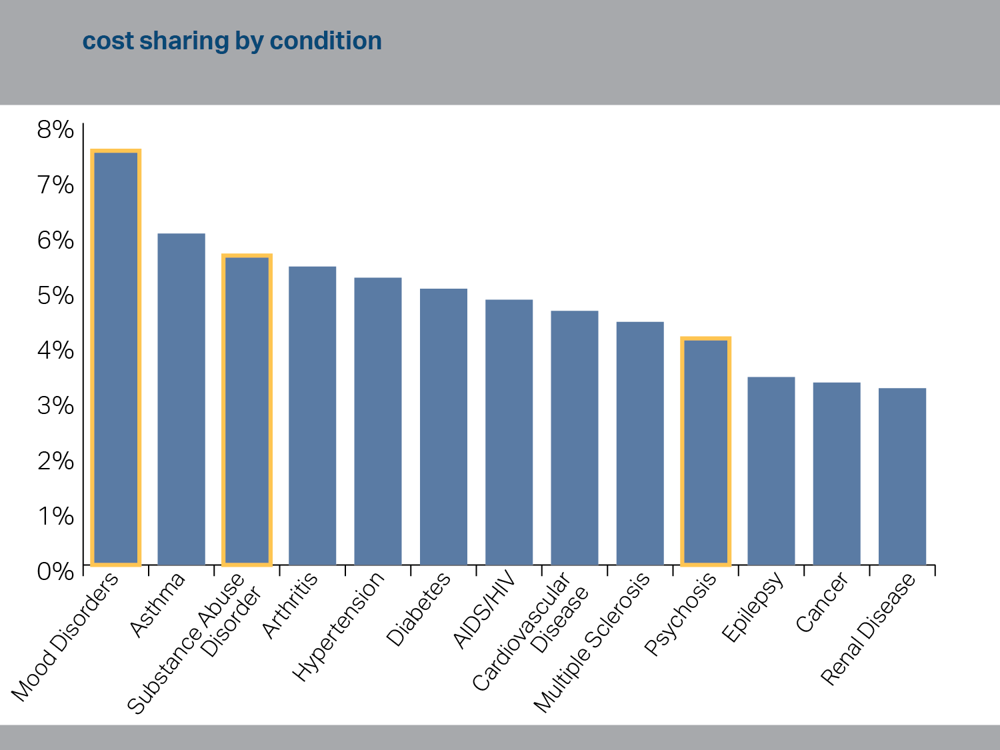 cost sharing by condition
8%
7%
6%
5%
4%
3%
2%
1%
0%
Mood Disorders
Asthma
Substance Abuse
Disorder
Arthritis
Hypertension
Diabetes
AIDS/HIV
Cardiovascular
Disease
Multiple Sclerosis
Psychosis
Epilepsy
Cancer
Renal Disease